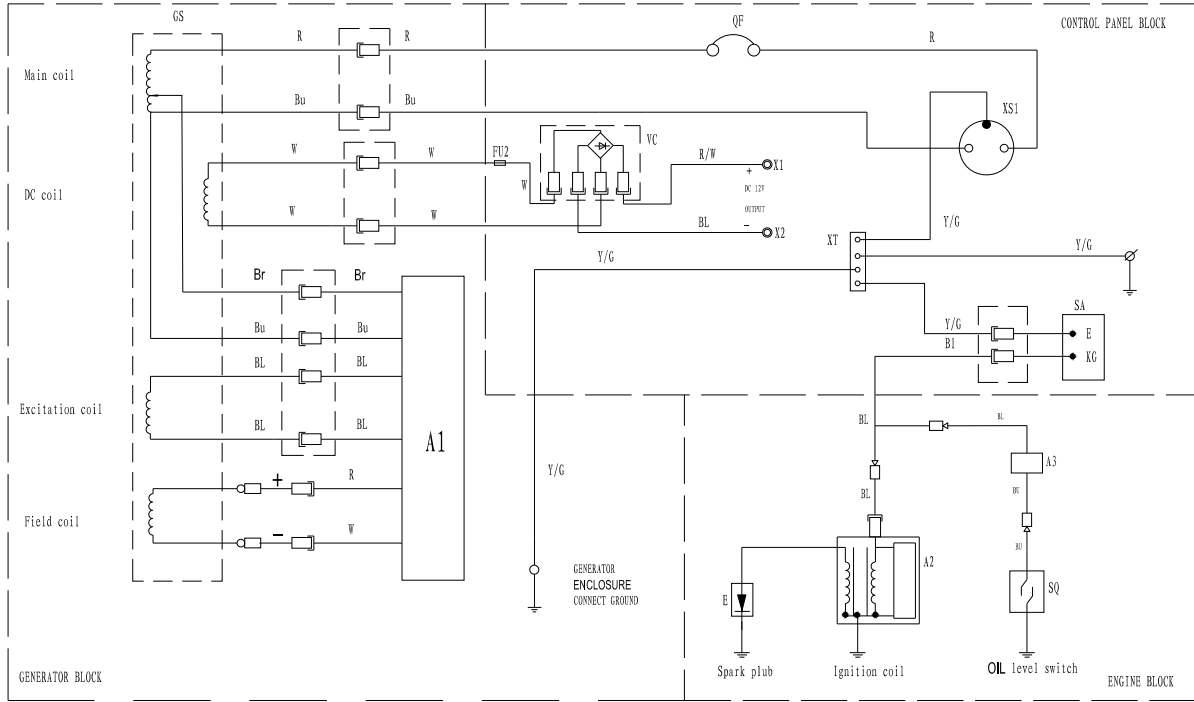 GS
QF
CONTROL PANEL BLOCK
R
R
R
Main coil
Bu
Bu
XS1
VC
W
W
FU2
R/W
X1
W
+
DC 12V
DC coil
OUTPUT
W
W
BL
-
X2
Y/G
XT
Y/G
Y/G
Y/G
Br
Br
SA
Y/G
E
Bu
Bu
B1
KG
BL
BL
Excitation coil
BL
BL
BL
BL
A1
A3
+
R
Y/G
BL
BU
Field coil
-
W
BU
GENERATOR
ENCLOSURE
CONNECT GROUND
A2
E
SQ
Spark plub
Ignition coil
OIL level switch
GENERATOR BLOCK
ENGINE BLOCK